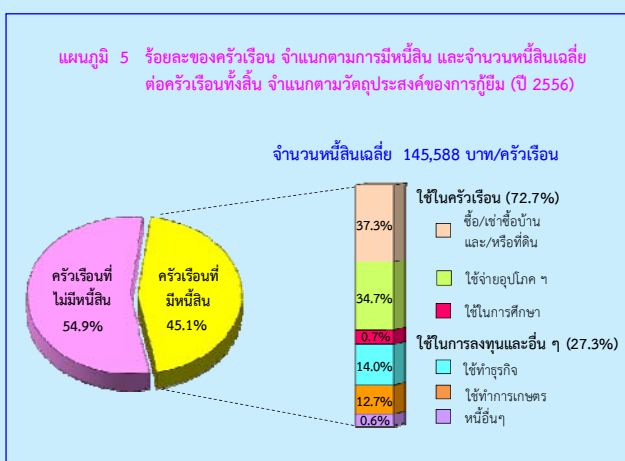 แผนภูมิ 5 ร้อยละของครัวเรือน จำแนกตามการมีหนี้สิน และจำนวนหนี้สินเฉลี่ย
ต่อครัวเรือนทั้งสิ้น จำแนกตามวัตถุประสงค์ของการกู้ยืม (ปี 2556)
จำนวนหนี้สินเฉลี่ย 145,588 บาท/ครัวเรือน
ครัวเรือนที่
ไม่มีหนี้สิน
54.9%
ครัวเรือนที่
มีหนี้สิน
45.1%
37.3%
34.7%
0.7%
14.0%
12.7%
0.6%
ใช้ในครัวเรือน (72.7%)
ซื้อ/เช่าซื้อบ้าน
และ/หรือที่ดิน
ใช้จ่ายอุปโภค ฯ
ใช้ในการศึกษา
ใช้ในการลงทุนและอื่น ๆ (27.3%)
ใช้ทำธุรกิจ
ใช้ทำการเกษตร
หนี้อื่นๆ